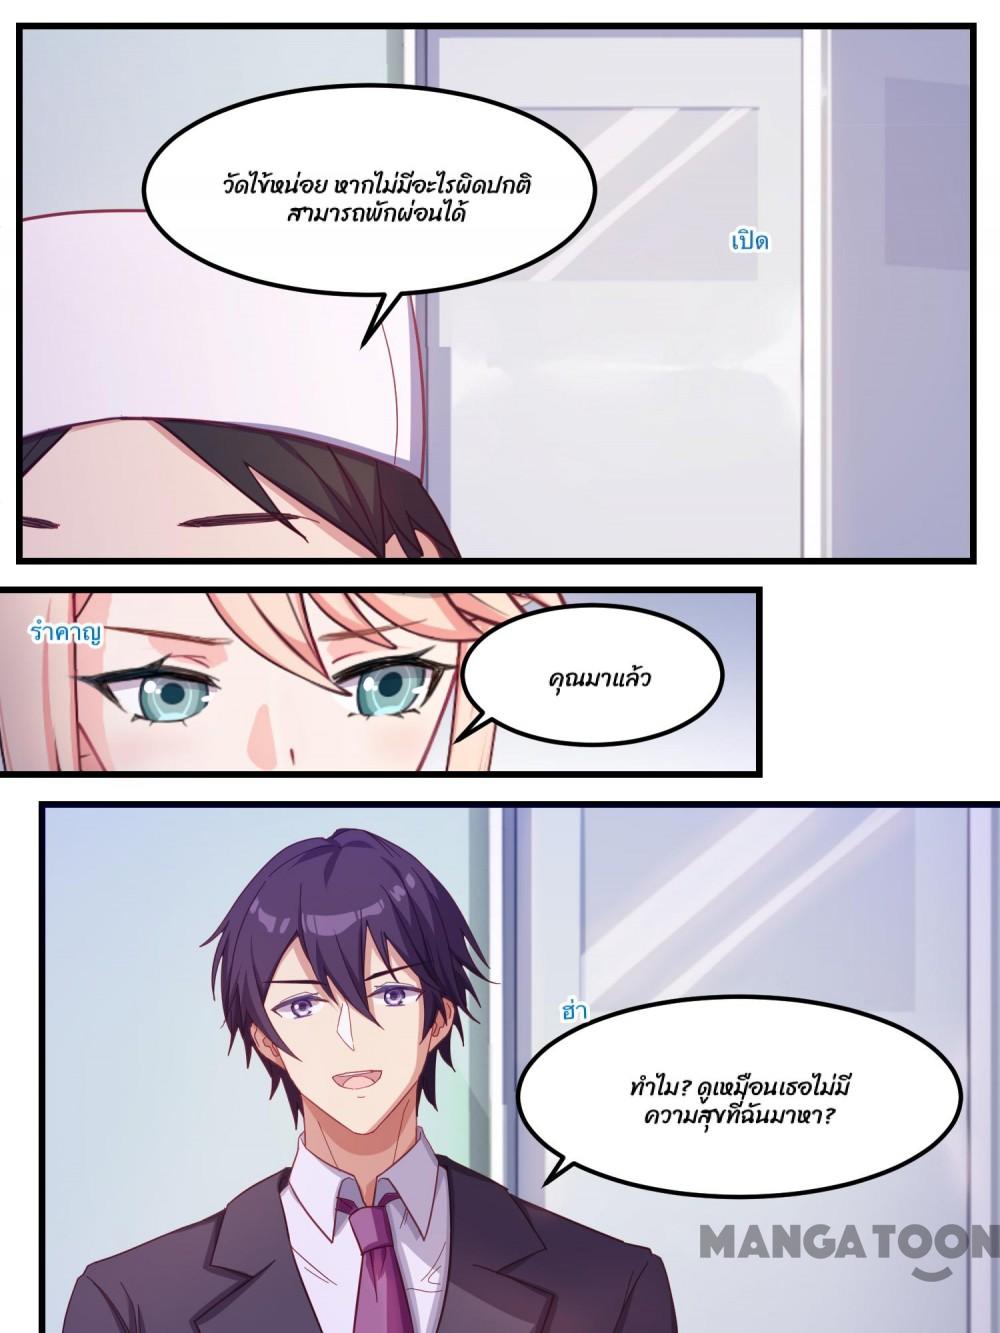 วัดไข้หน่อย หากไม่มีอะไรผิดปกติ
สามารถพักผ่อนได้
เปิด
รำคาญ
คุณมาแล้ว
ฮ่า
ทำไม? ดูเหมือนเธอไม่มี
ความสุขที่ฉันมาหา?
MANGATOON